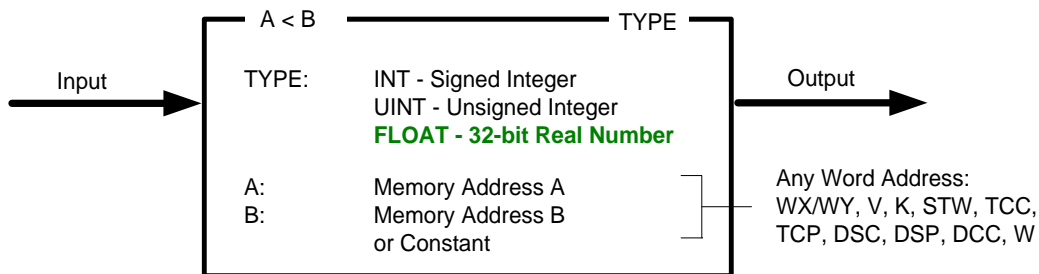 A < B TYPE
Input
TYPE: INT - Signed Integer
UINT - Unsigned Integer
FLOAT - 32-bit Real Number
Output
A: Memory Address A
B: Memory Address B
or Constant
Any Word Address:
WX/WY, V, K, STW, TCC,
TCP, DSC, DSP, DCC, W